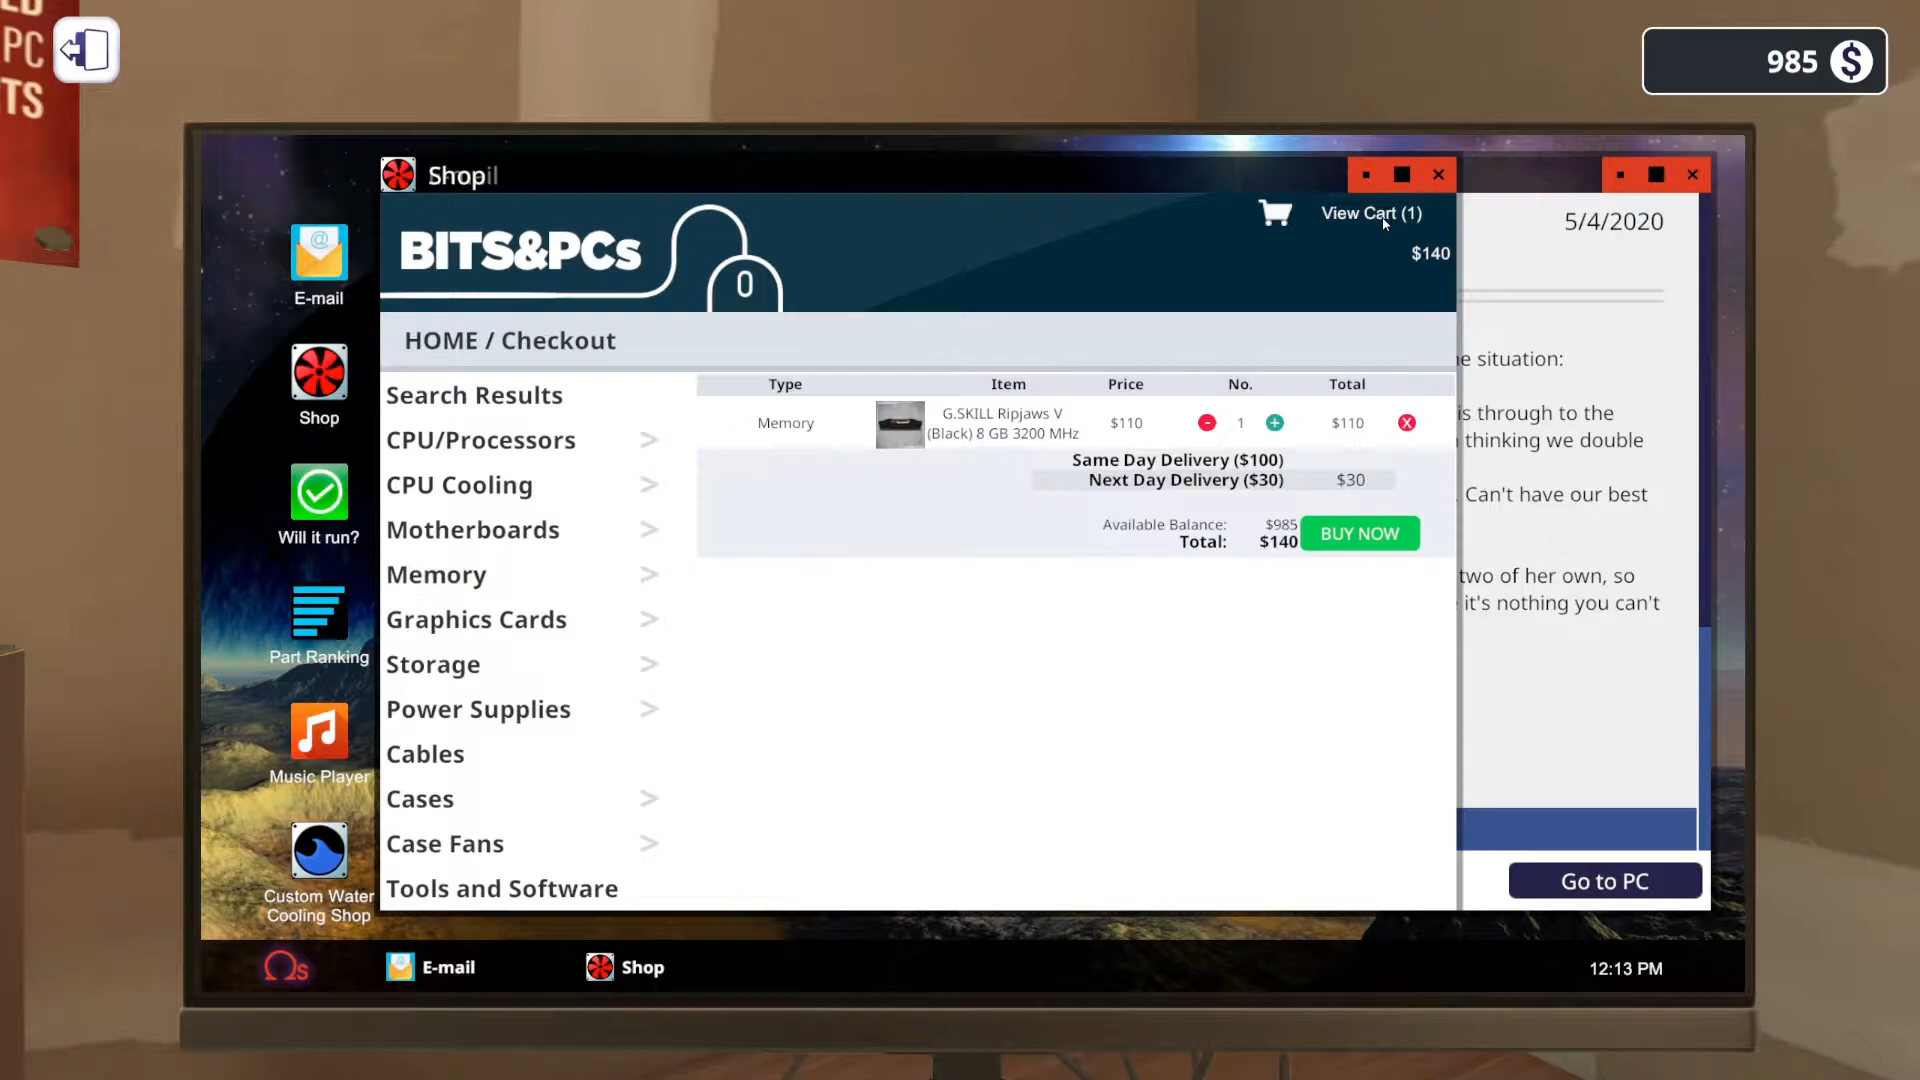 PC
TS
985
Shop
BITS&PCs
View Cart (1)
$140
5/4/2020
HOME / Checkout
Search Results
CPU/Processors >
CPU Cooling >
Motherboards >
Memory >
Graphics Cards >
Storage >
Power Supplies >
Cables
Cases >
Case Fans >
Tools and Software
Type Item Price No. Total
Memory G.SKILL Ripjaws V (Black) 8 GB 3200 MHz $110 - 1 + $110 X
Same Day Delivery ($100)
Next Day Delivery ($30) $30
Available Balance: $985
Total: $140
BUY NOW
situation:
is through to the
thinking we double
Can't have our best
two of her own, so
it's nothing you can't
Go to PC
E-mail
Shop
Will it run?
Part Ranking
Music Player
Custom Water
Cooling Shop
Ωs
E-mail
Shop
12:13 PM